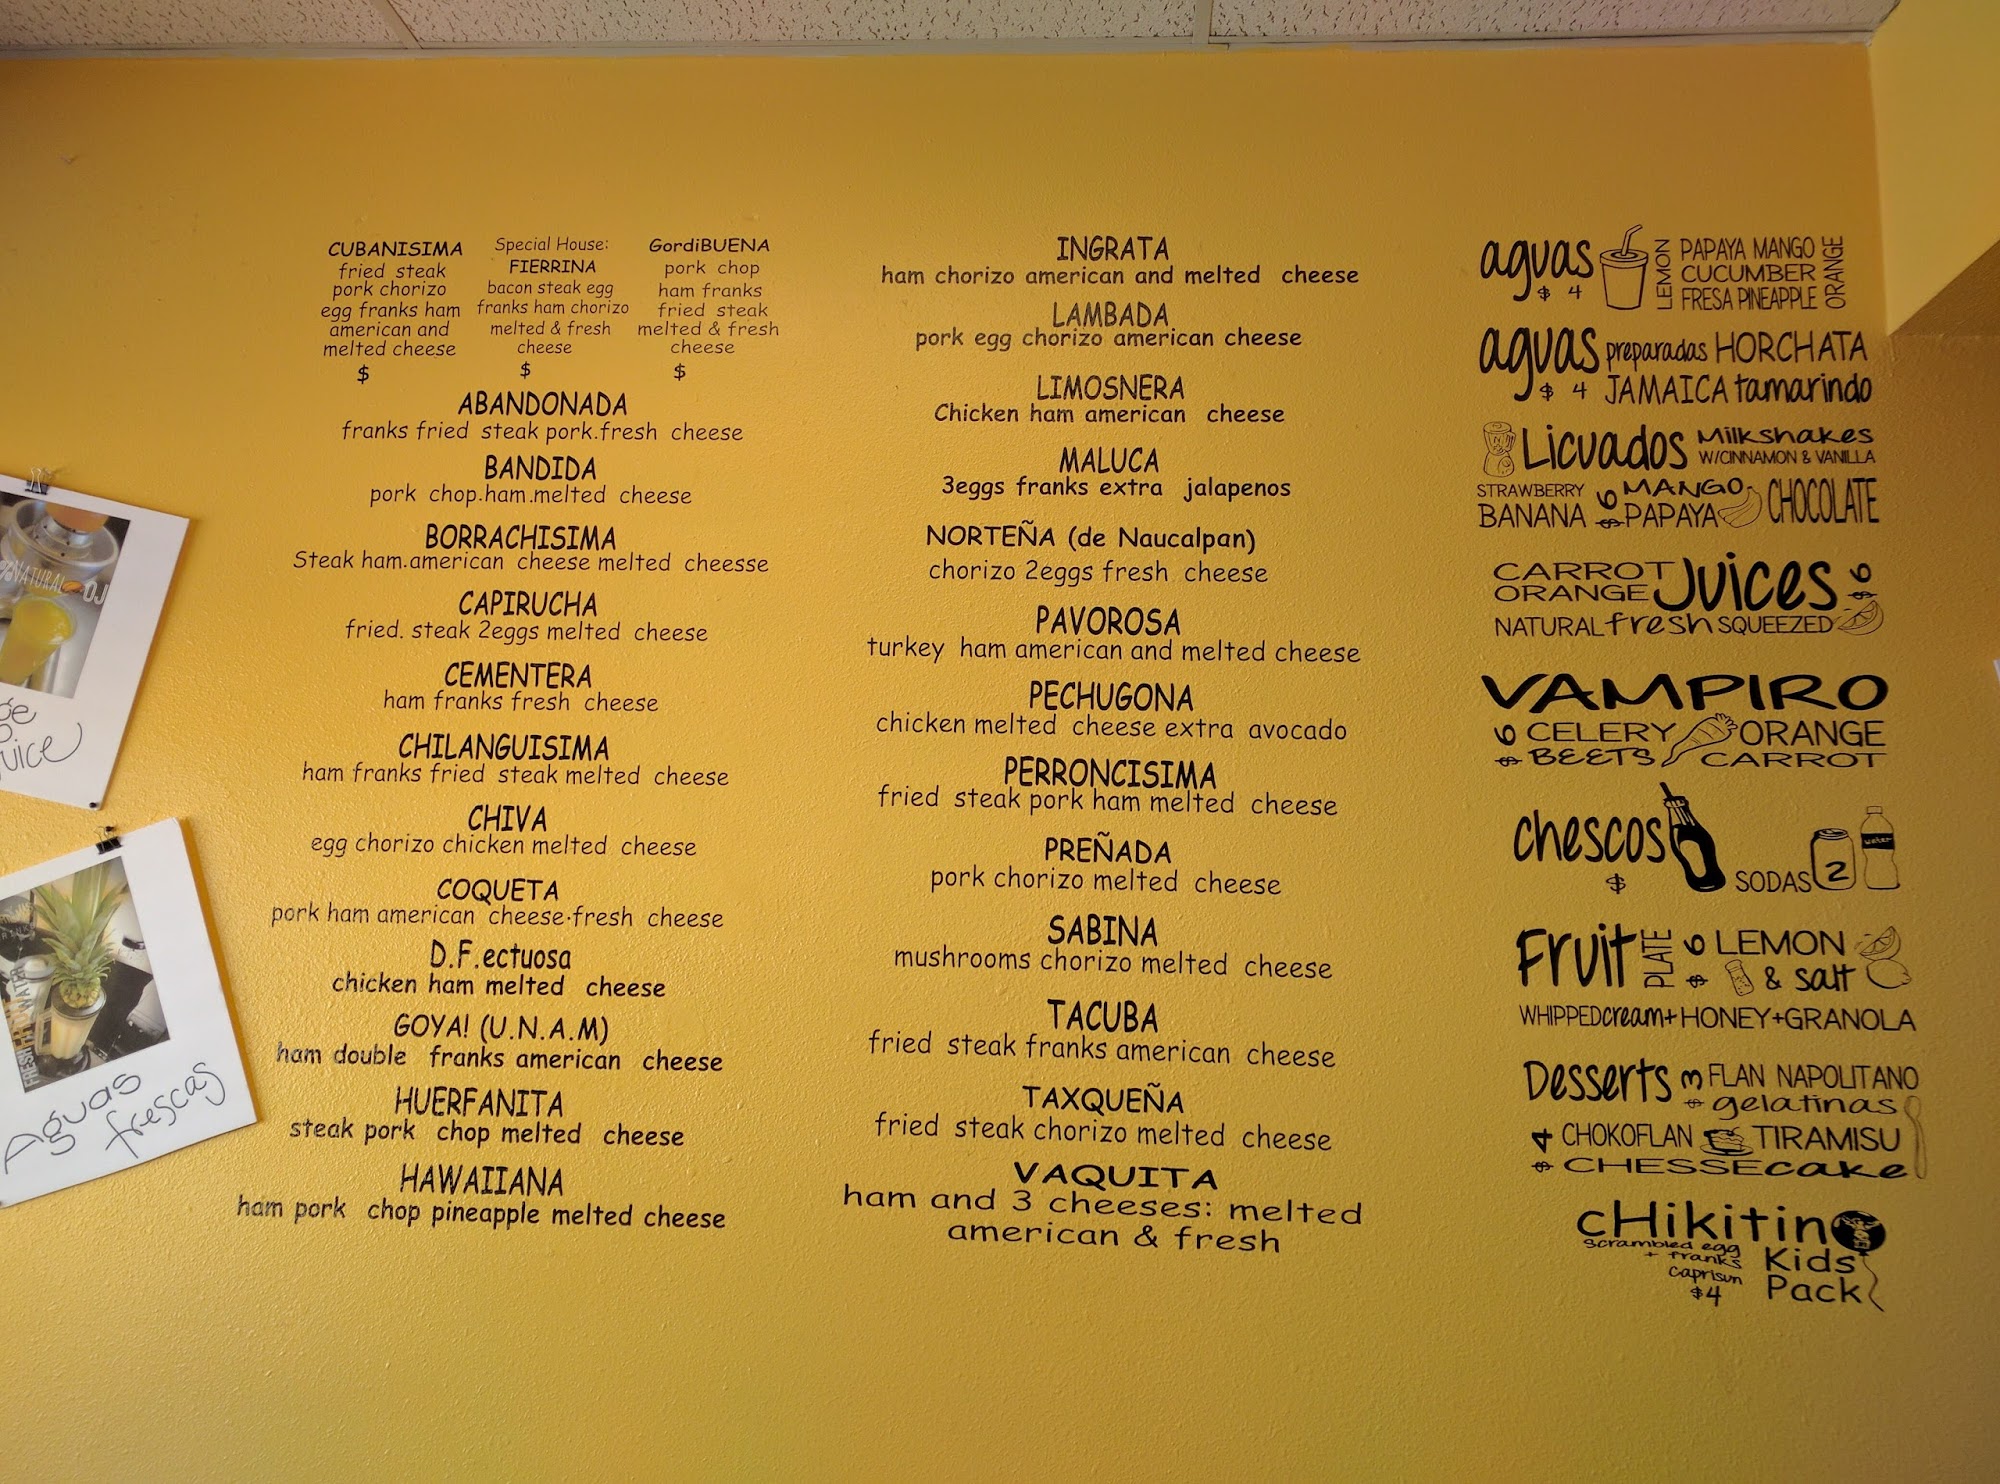 CUBANISIMA
fried steak
pork chorizo
egg franks ham
american and
melted cheese
$
Special House:
FIERRINA
bacon steak egg
franks ham chorizo
melted & fresh
cheese
$
GordiBUENA
pork chop
ham franks
fried steak
melted & fresh
cheese
$
ABANDONADA
franks fried steak pork.fresh cheese
BANDIDA
pork chop.ham.melted cheese
BORRACHISIMA
Steak ham.american cheese melted cheesse
CAPIRUCHA
fried. steak 2eggs melted cheese
CEMENTERA
ham franks fresh cheese
CHILANGUISIMA
ham franks fried steak melted cheese
CHIVA
egg chorizo chicken melted cheese
COQUETA
pork ham american cheese.fresh cheese
D.F.ectuosa
chicken ham melted cheese
GOYA! (U.N.A.M)
ham double franks american cheese
HUERFANITA
steak pork chop melted cheese
HAWAIIANA
ham pork chop pineapple melted cheese
INGRATA
ham chorizo american and melted cheese
LAMBADA
pork egg chorizo american cheese
LIMOSNERA
Chicken ham american cheese
MALUCA
3eggs franks extra jalapenos
NORTEÑA (de Naucalpan)
chorizo 2eggs fresh cheese
PAVOROSA
turkey ham american and melted cheese
PECHUGONA
chicken melted cheese extra avocado
PERRONCISIMA
fried steak pork ham melted cheese
PREÑADA
pork chorizo melted cheese
SABINA
mushrooms chorizo melted cheese
TACUBA
fried steak franks american cheese
TAXQUEÑA
fried steak chorizo melted cheese
VAQUITA
ham and 3 cheeses: melted
american & fresh
aguas
$ 4
LEMON
PAPAYA MANGO
CUCUMBER
FRESA PINEAPPLE
ORANGE
aguas preparadas HORCHATA
$ 4 JAMAICA tamarindo
Licuados Milkshakes
W/CINNAMON & VANILLA
STRAWBERRY
BANANA
$6
MANGO
PAPAYA
CHOCOLATE
CARROT
ORANGE
Juices $6
NATURAL fresh SQUEEZED
VAMPIRO
$6 CELERY ORANGE
BEETS CARROT
chescos
$ SODAS 2
water
Fruit PLATE $6 LEMON
& salt
WHIPPED cream+HONEY+GRANOLA
Desserts $3 FLAN NAPOLITANO
gelatinas
$4 CHOKOFLAN TIRAMISU
CHESSEcake
cHikitin
scrambled egg
+ franks
caprisun
$4
Kids
Pack
NATURAL OJ
uice
FRESH FRUIT WATER
Aguas
frescas